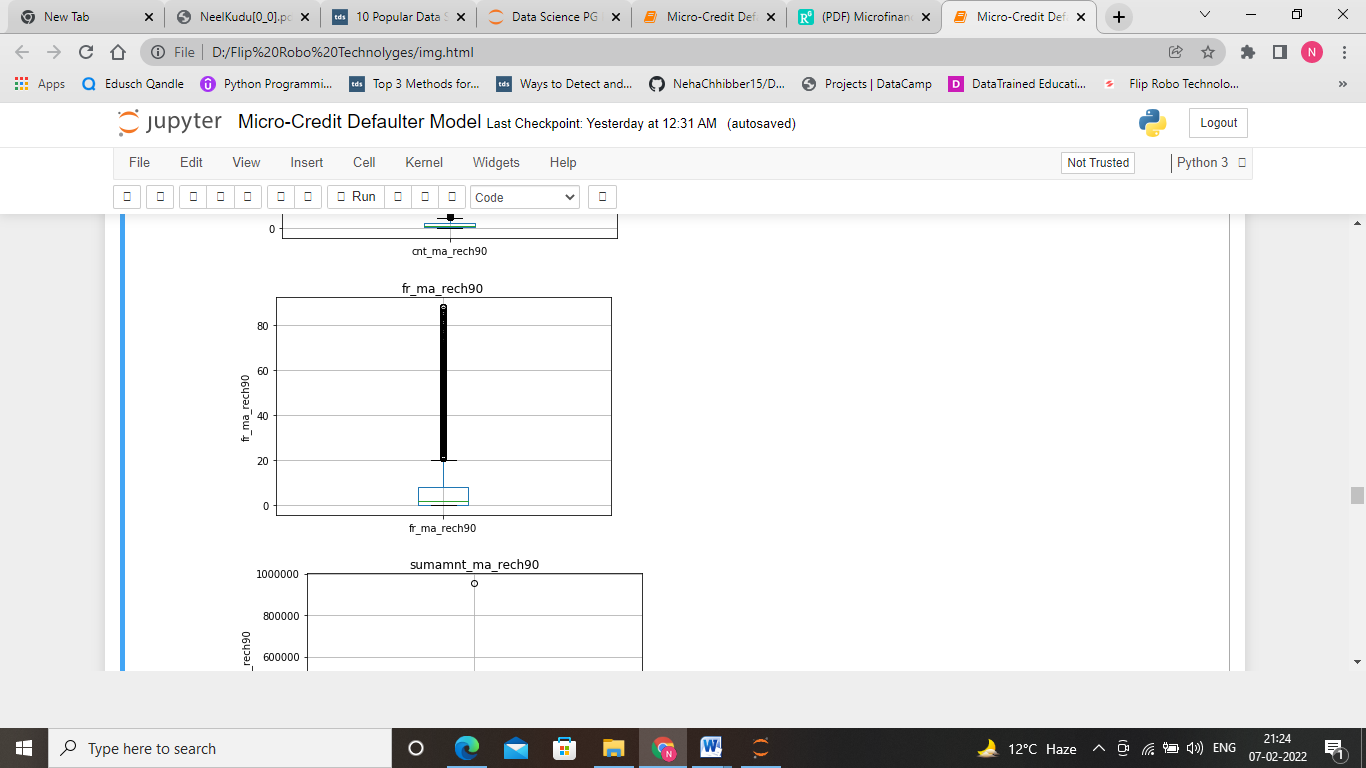 New Tab
NeelKudu[0_0].pc
10 Popular Data S
Data Science PG
Micro-Credit Def
(PDF) Microfinan
Micro-Credit Def
File D:/Flip%20Robo%20Technolyges/img.html
N
Apps
Edusch Qandle
Python Programmi...
tds Top 3 Methods for...
tds Ways to Detect and...
NehaChhibber15/D...
Projects | DataCamp
D DataTrained Educati...
Flip Robo Technolo...
»
jupyter Micro-Credit Defaulter Model Last Checkpoint: Yesterday at 12:31 AM (autosaved)
Logout
File Edit View Insert Cell Kernel Widgets Help
Not Trusted
Python 3
Run
Code
0
cnt_ma_rech90
fr_ma_rech90
80
60
40
20
0
fr_ma_rech90
fr_ma_rech90
sumamnt_ma_rech90
1000000
800000
600000
_rech90
Type here to search
12°C Haze
ENG
21:24
07-02-2022
1